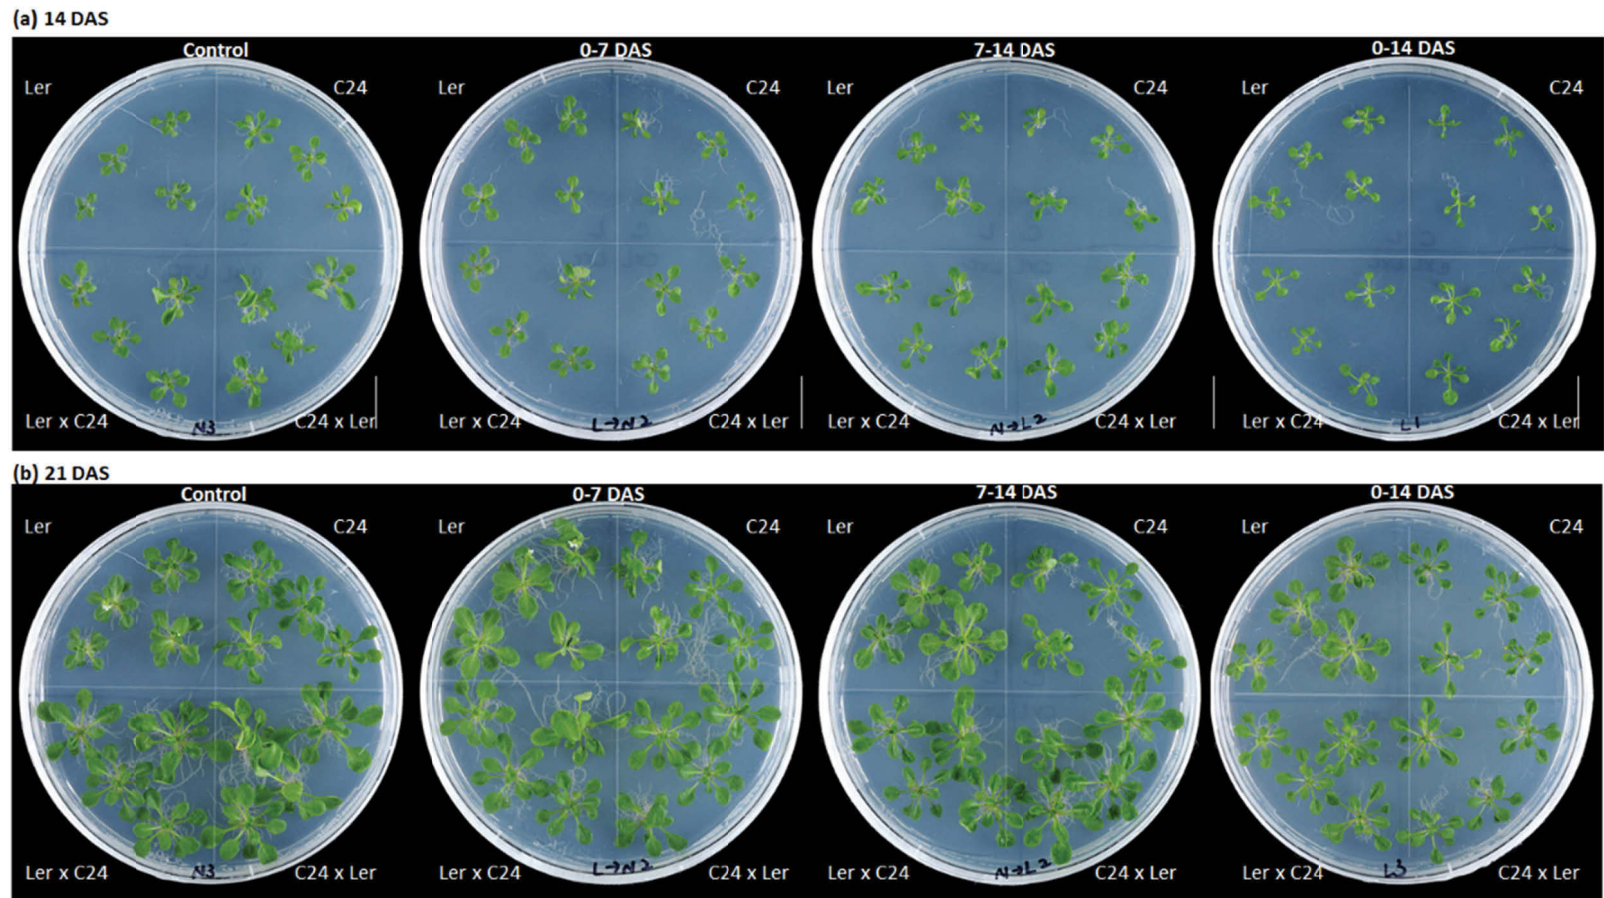 (a) 14 DAS
Control 0-7 DAS 7-14 DAS 0-14 DAS
Ler C24 Ler C24 Ler C24 Ler C24
Ler x C24 C24 x Ler Ler x C24 C24 x Ler Ler x C24 C24 x Ler Ler x C24 C24 x Ler
N3 L→N2 N→L2 L1
(b) 21 DAS
Control 0-7 DAS 7-14 DAS 0-14 DAS
Ler C24 Ler C24 Ler C24 Ler C24
Ler x C24 C24 x Ler Ler x C24 C24 x Ler Ler x C24 C24 x Ler Ler x C24 C24 x Ler
N3 L→N2 N→L2 L3